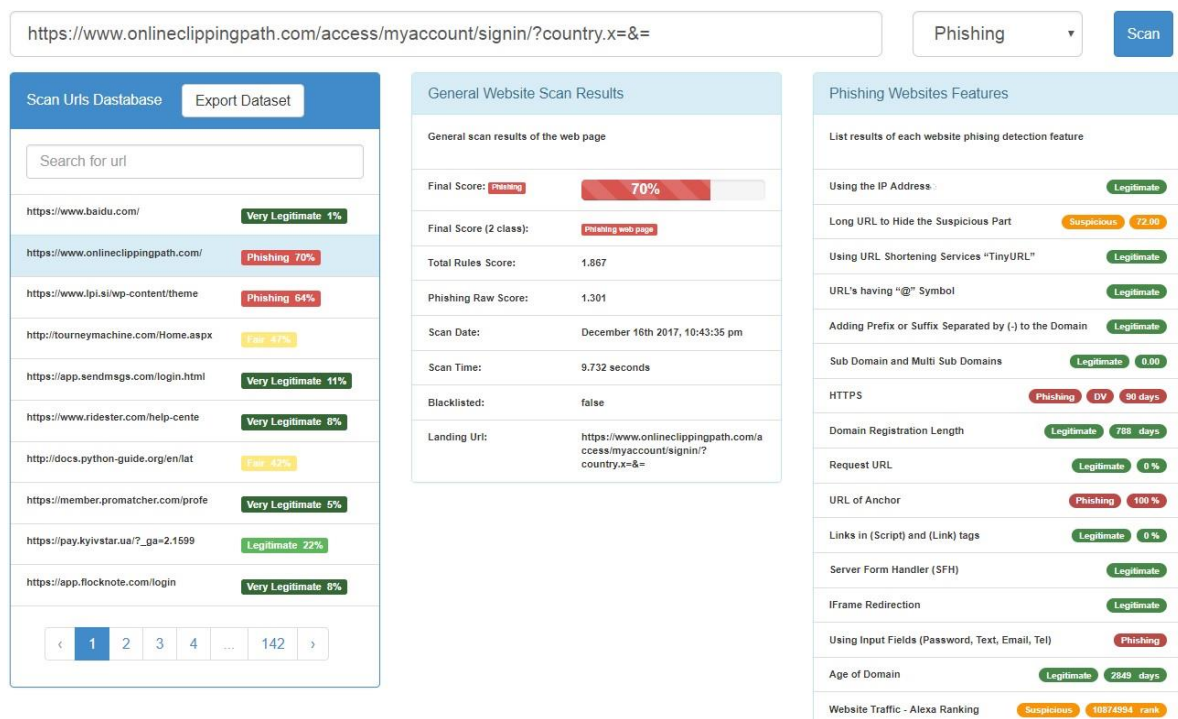 https://www.onlineclippingpath.com/access/myaccount/signin/?country.x=&=
Phishing
Scan
Scan Urls Dastabase
Export Dataset
Search for url
https://www.baidu.com/ Very Legitimate 1%
https://www.onlineclippingpath.com/ Phishing 70%
https://www.lpi.si/wp-content/theme Phishing 64%
http://tourneymachine.com/Home.aspx Fair 47%
https://app.sendmsgs.com/login.html Very Legitimate 11%
https://www.ridester.com/help-cente Very Legitimate 8%
http://docs.python-guide.org/en/lat Fair 42%
https://member.promatcher.com/profe Very Legitimate 5%
https://pay.kyivstar.ua/?_ga=2.1599 Legitimate 22%
https://app.flocknote.com/login Very Legitimate 8%
‹ 1 2 3 4 ... 142 ›
General Website Scan Results
General scan results of the web page
Final Score: Phishing 70%
Final Score (2 class): Phishing web page
Total Rules Score: 1.867
Phishing Raw Score: 1.301
Scan Date: December 16th 2017, 10:43:35 pm
Scan Time: 9.732 seconds
Blacklisted: false
Landing Url: https://www.onlineclippingpath.com/a
ccess/myaccount/signin/?
country.x=&=
Phishing Websites Features
List results of each website phising detection feature
Using the IP Address Legitimate
Long URL to Hide the Suspicious Part Suspicious 72.00
Using URL Shortening Services “TinyURL” Legitimate
URL's having “@” Symbol Legitimate
Adding Prefix or Suffix Separated by (-) to the Domain Legitimate
Sub Domain and Multi Sub Domains Legitimate 0.00
HTTPS Phishing DV 90 days
Domain Registration Length Legitimate 788 days
Request URL Legitimate 0 %
URL of Anchor Phishing 100 %
Links in (Script) and (Link) tags Legitimate 0 %
Server Form Handler (SFH) Legitimate
IFrame Redirection Legitimate
Using Input Fields (Password, Text, Email, Tel) Phishing
Age of Domain Legitimate 2849 days
Website Traffic - Alexa Ranking Suspicious 10874994 rank